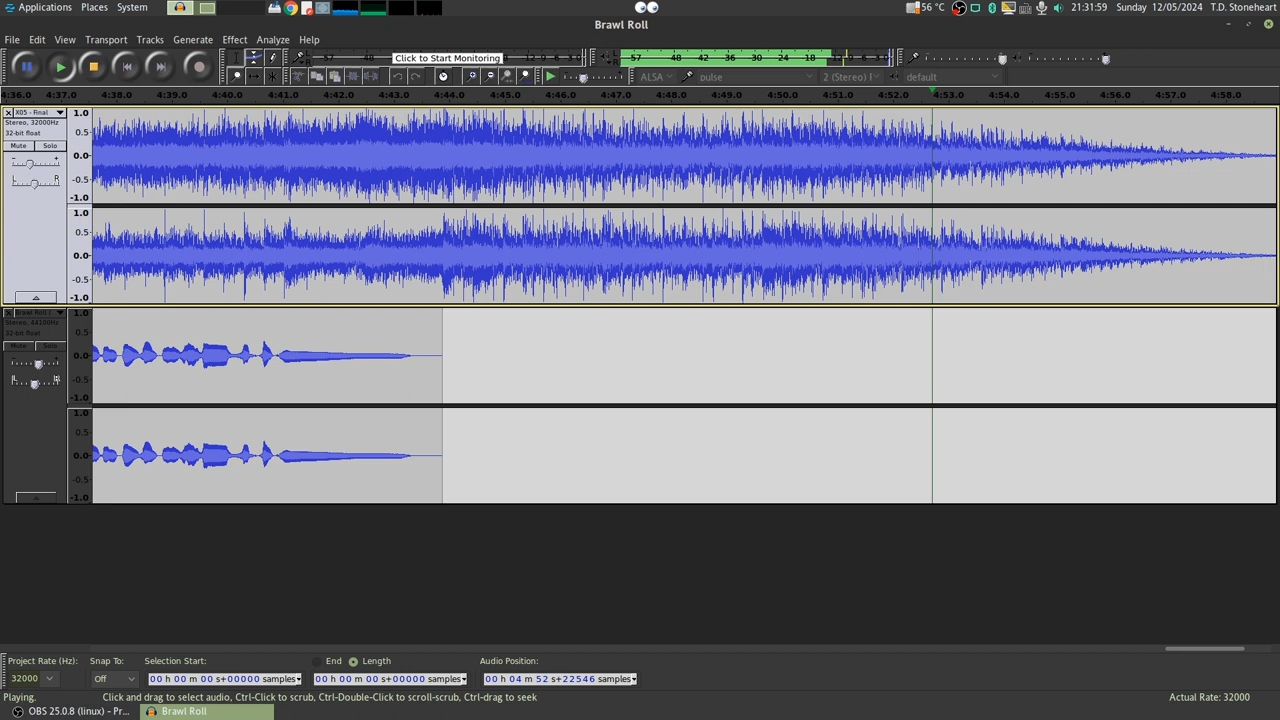 Applications Places System 56 °C 21:31:59 Sunday 12/05/2024 T.D. Stoneheart
Brawl Roll
File Edit View Transport Tracks Generate Effect Analyze Help
Click to Start Monitoring
57 48 42 36 30 24 18
ALSA pulse 2 (Stereo) default
4:36.0 4:37.0 4:38.0 4:39.0 4:40.0 4:41.0 4:42.0 4:43.0 4:44.0 4:45.0 4:46.0 4:47.0 4:48.0 4:49.0 4:50.0 4:51.0 4:52.0 4:53.0 4:54.0 4:55.0 4:56.0 4:57.0 4:58.0
X05 - Final
Stereo, 32000Hz
32-bit float
Mute Solo
- +
L R
1.0
0.5
0.0
-0.5
-1.0
1.0
0.5
0.0
-0.5
-1.0
Brawl Roll
Stereo, 44100Hz
32-bit float
Mute Solo
- +
L R
1.0
0.5
0.0
-0.5
-1.0
1.0
0.5
0.0
-0.5
-1.0
Project Rate (Hz): Snap To: Selection Start: End Length Audio Position:
32000 Off 00 h 00 m 00 s+00000 samples 00 h 00 m 00 s+00000 samples 00 h 04 m 52 s+22546 samples
Playing. Click and drag to select audio, Ctrl-Click to scrub, Ctrl-Double-Click to scroll-scrub, Ctrl-drag to seek Actual Rate: 32000
OBS 25.0.8 (linux) - Pr... Brawl Roll